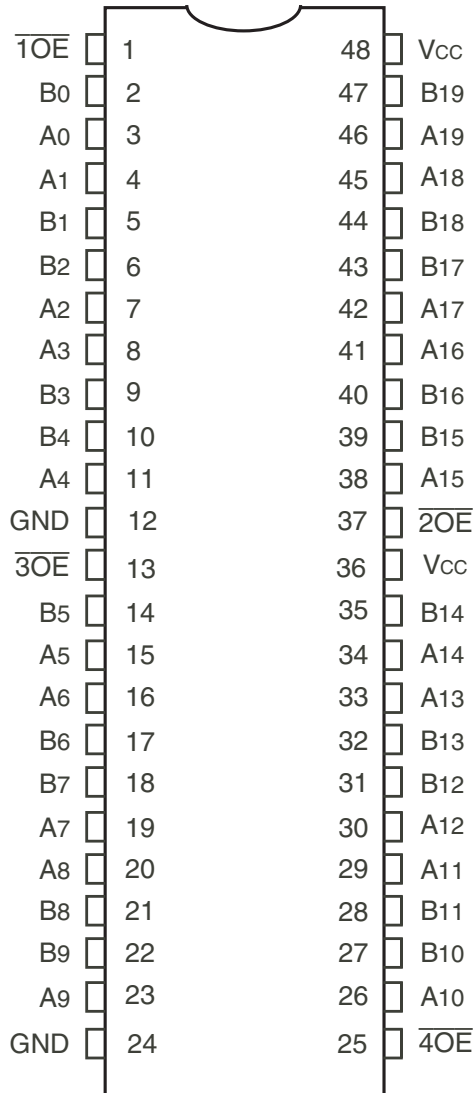 1OE 1 48 VCC
B0 2 47 B19
A0 3 46 A19
A1 4 45 A18
B1 5 44 B18
B2 6 43 B17
A2 7 42 A17
A3 8 41 A16
B3 9 40 B16
B4 10 39 B15
A4 11 38 A15
GND 12 37 2OE
3OE 13 36 VCC
B5 14 35 B14
A5 15 34 A14
A6 16 33 A13
B6 17 32 B13
B7 18 31 B12
A7 19 30 A12
A8 20 29 A11
B8 21 28 B11
B9 22 27 B10
A9 23 26 A10
GND 24 25 4OE